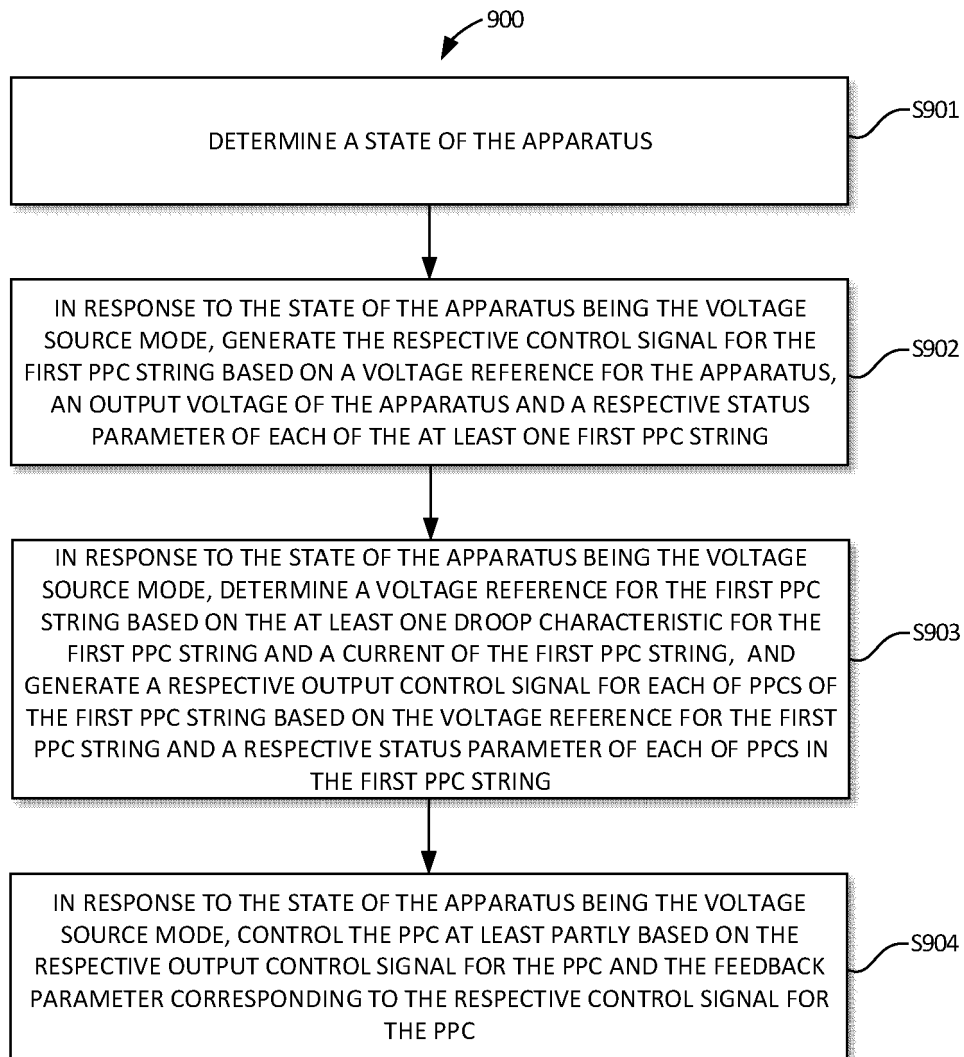 900
DETERMINE A STATE OF THE APPARATUS
S901
IN RESPONSE TO THE STATE OF THE APPARATUS BEING THE VOLTAGE
SOURCE MODE, GENERATE THE RESPECTIVE CONTROL SIGNAL FOR THE
FIRST PPC STRING BASED ON A VOLTAGE REFERENCE FOR THE APPARATUS,
AN OUTPUT VOLTAGE OF THE APPARATUS AND A RESPECTIVE STATUS
PARAMETER OF EACH OF THE AT LEAST ONE FIRST PPC STRING
S902
IN RESPONSE TO THE STATE OF THE APPARATUS BEING THE VOLTAGE
SOURCE MODE, DETERMINE A VOLTAGE REFERENCE FOR THE FIRST PPC
STRING BASED ON THE AT LEAST ONE DROOP CHARACTERISTIC FOR THE
FIRST PPC STRING AND A CURRENT OF THE FIRST PPC STRING, AND
GENERATE A RESPECTIVE OUTPUT CONTROL SIGNAL FOR EACH OF PPCS OF
THE FIRST PPC STRING BASED ON THE VOLTAGE REFERENCE FOR THE FIRST
PPC STRING AND A RESPECTIVE STATUS PARAMETER OF EACH OF PPCS IN
THE FIRST PPC STRING
S903
IN RESPONSE TO THE STATE OF THE APPARATUS BEING THE VOLTAGE
SOURCE MODE, CONTROL THE PPC AT LEAST PARTLY BASED ON THE
RESPECTIVE OUTPUT CONTROL SIGNAL FOR THE PPC AND THE FEEDBACK
PARAMETER CORRESPONDING TO THE RESPECTIVE CONTROL SIGNAL FOR
THE PPC
S904